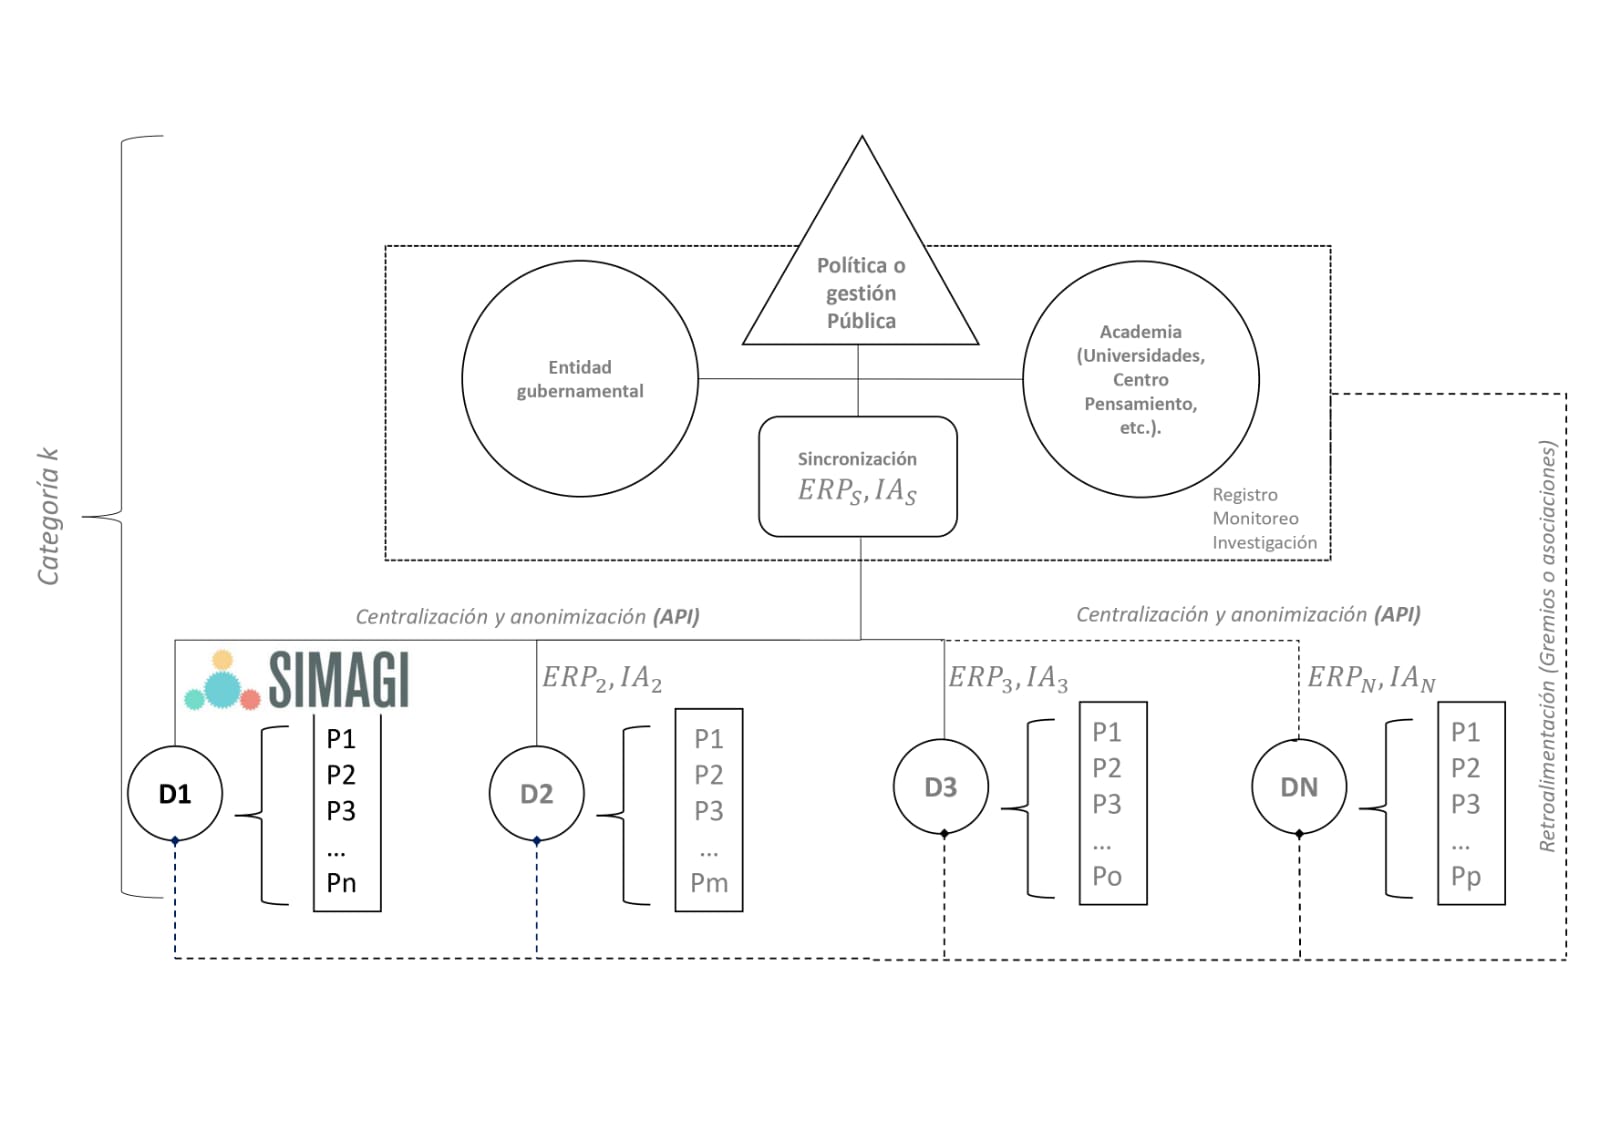 Política o
gestión
Pública
Entidad
gubernamental
Academia
(Universidades,
Centro
Pensamiento,
etc.).
Sincronización
ERP_S, IA_S
Registro
Monitoreo
Investigación
Categoría k
Retroalimentación (Gremios o asociaciones)
Centralización y anonimización (API)
Centralización y anonimización (API)
SIMAGI
ERP_2, IA_2
ERP_3, IA_3
ERP_N, IA_N
D1
P1
P2
P3
...
Pn
D2
P1
P2
P3
...
Pm
D3
P1
P2
P3
...
Po
DN
P1
P2
P3
...
Pp